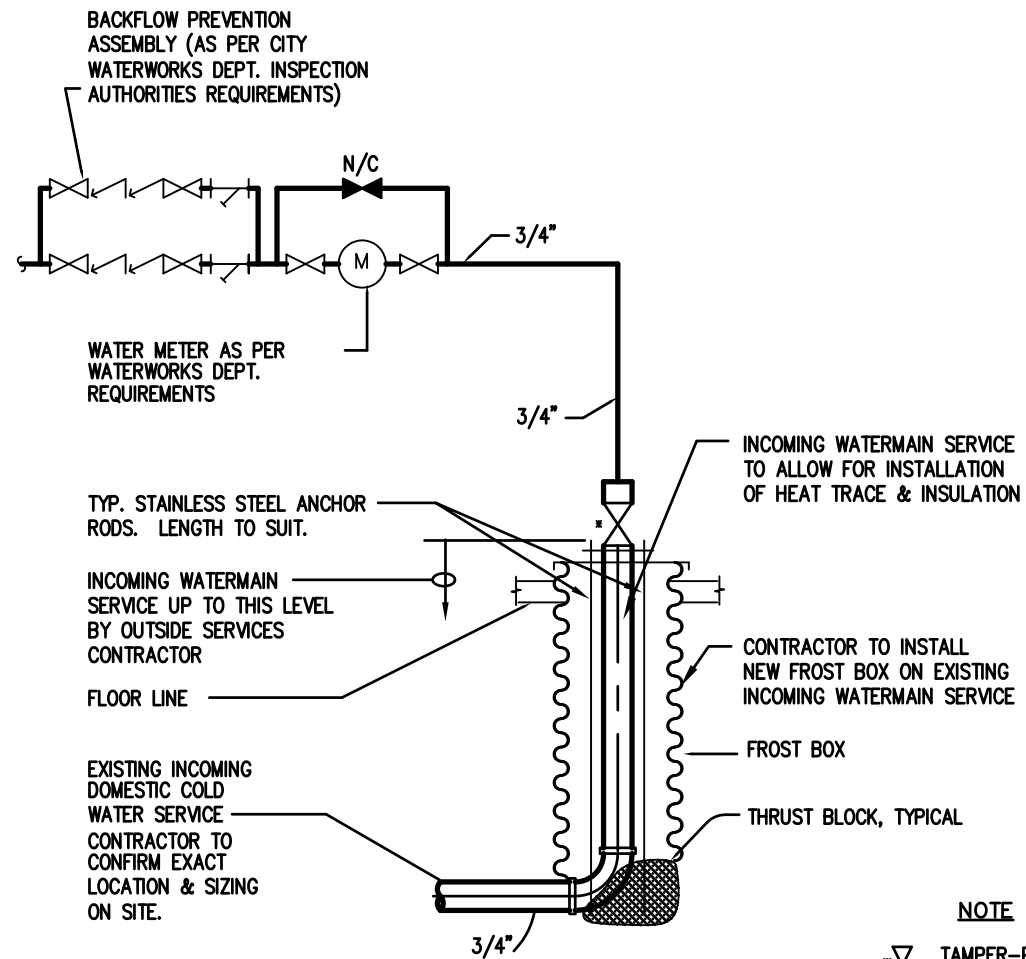 BACKFLOW PREVENTION
ASSEMBLY (AS PER CITY
WATERWORKS DEPT. INSPECTION
AUTHORITIES REQUIREMENTS)
N/C
3/4"
M
WATER METER AS PER
WATERWORKS DEPT.
REQUIREMENTS
3/4"
INCOMING WATERMAIN SERVICE
TO ALLOW FOR INSTALLATION
OF HEAT TRACE & INSULATION
TYP. STAINLESS STEEL ANCHOR
RODS. LENGTH TO SUIT.
*
INCOMING WATERMAIN
SERVICE UP TO THIS LEVEL
BY OUTSIDE SERVICES
CONTRACTOR
FLOOR LINE
CONTRACTOR TO INSTALL
NEW FROST BOX ON EXISTING
INCOMING WATERMAIN SERVICE
FROST BOX
EXISTING INCOMING
DOMESTIC COLD
WATER SERVICE
CONTRACTOR TO
CONFIRM EXACT
LOCATION & SIZING
ON SITE.
THRUST BLOCK, TYPICAL
3/4"
NOTE